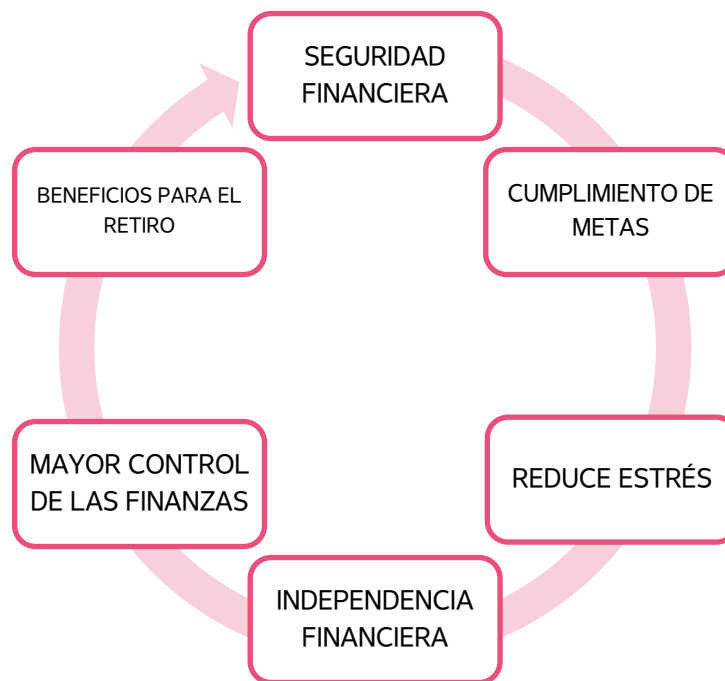 SEGURIDAD
FINANCIERA
CUMPLIMIENTO DE
METAS
REDUCE ESTRÉS
INDEPENDENCIA
FINANCIERA
MAYOR CONTROL
DE LAS FINANZAS
BENEFICIOS PARA EL
RETIRO